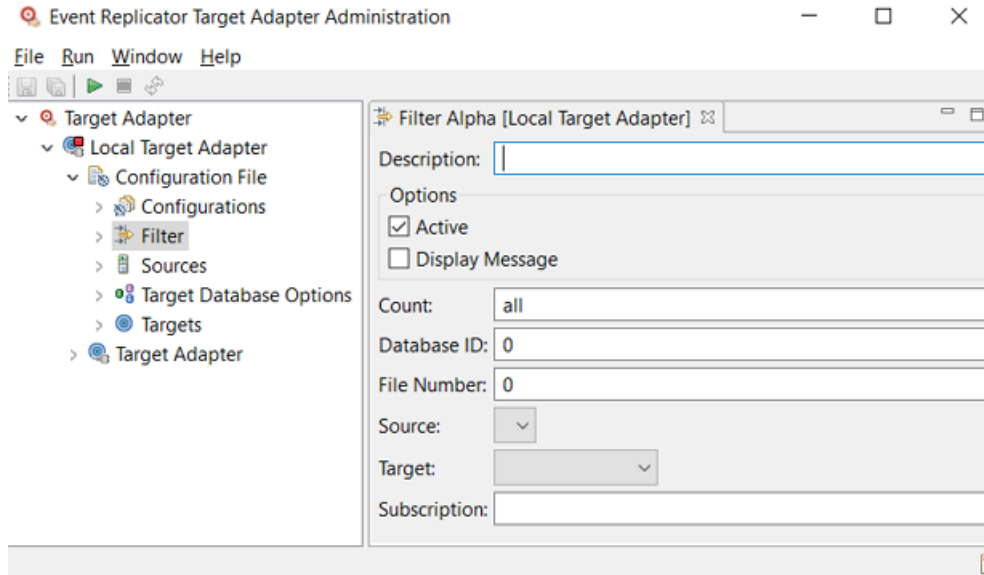 Event Replicator Target Adapter Administration
File Run Window Help
Target Adapter
Local Target Adapter
Configuration File
Configurations
Filter
Sources
Target Database Options
Targets
Target Adapter
Filter Alpha [Local Target Adapter]
Description:
Options
Active
Display Message
Count: all
Database ID: 0
File Number: 0
Source:
Target:
Subscription: